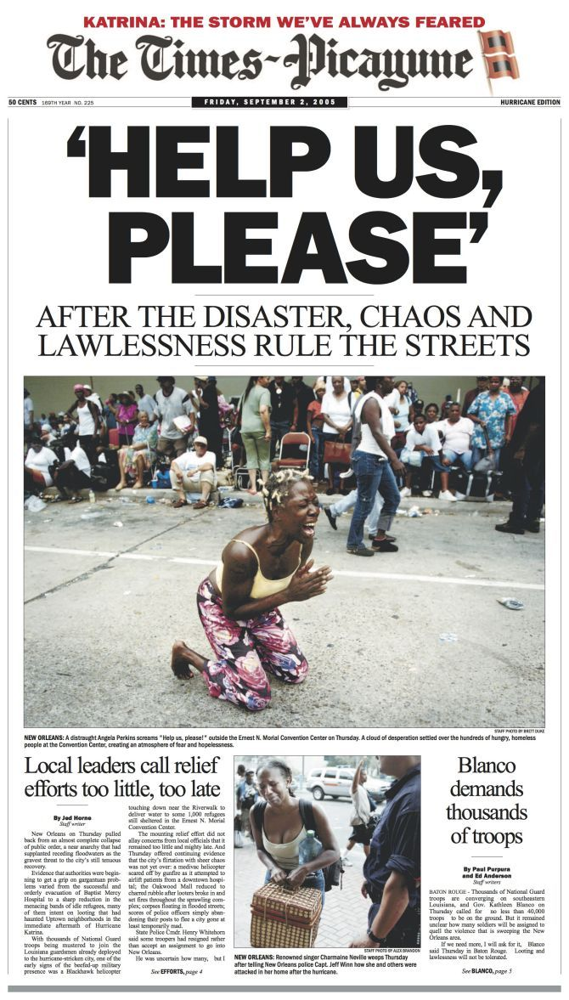 KATRINA: THE STORM WE'VE ALWAYS FEARED
The Times-Picayune
50 CENTS 169TH YEAR NO. 225
FRIDAY, SEPTEMBER 2, 2005
HURRICANE EDITION
‘HELP US,
PLEASE’
AFTER THE DISASTER, CHAOS AND
LAWLESSNESS RULE THE STREETS
STAFF PHOTO BY BRETT DUKE
NEW ORLEANS: A distraught Angela Perkins screams "Help us, please!" outside the Ernest N. Morial Convention Center on Thursday. A cloud of desperation settled over the hundreds of hungry, homeless
people at the Convention Center, creating an atmosphere of fear and hopelessness.
Local leaders call relief
efforts too little, too late
By Jed Horne
Staff writer
New Orleans on Thursday pulled
back from an almost complete collapse
of public order, a near anarchy that had
supplanted receding floodwaters as the
gravest threat to the city's still tenuous
recovery.
Evidence that authorities were begin-
ning to get a grip on gargantuan prob-
lems varied from the successful and
orderly evacuation of Baptist Mercy
Hospital to a sharp reduction in the
menacing bands of idle refugees, many
of them intent on looting that had
haunted Uptown neighborhoods in the
immediate aftermath of Hurricane
Katrina.
With thousands of National Guard
troops being mustered to join the
Louisiana guardsmen already deployed
to the hurricane-stricken city, one of the
early signs of the beefed-up military
presence was a Blackhawk helicopter
touching down near the Riverwalk to
deliver water to some 1,000 refugees
still sheltered in the Ernest N. Morial
Convention Center.
The mounting relief effort did not
allay concerns from local officials that it
remained too little and mighty late. And
Thursday offered continuing evidence
that the city's flirtation with sheer chaos
was not yet over: a medivac helicopter
scared off by gunfire as it attempted to
airlift patients from a downtown hospi-
tal; the Oakwood Mall reduced to
charred rubble after looters broke in and
set fires throughout the sprawling com-
plex; corpses floating in flooded streets;
scores of police officers simply aban-
doning their posts to flee a city gone at
least temporarily mad.
State Police Cmdr. Henry Whitehorn
said some troopers had resigned rather
than accept an assignment to go into
New Orleans.
He was uncertain how many, but I
See EFFORTS, page 4
STAFF PHOTO BY ALEX BRANDON
NEW ORLEANS: Renowned singer Charmaine Neville weeps Thursday
after telling New Orleans police Capt. Jeff Winn how she and others were
attacked in her home after the hurricane.
Blanco
demands
thousands
of troops
By Paul Purpura
and Ed Anderson
Staff writers
BATON ROUGE - Thousands of National Guard
troops are converging on southeastern
Louisiana, and Gov. Kathleen Blanco on
Thursday called for no less than 40,000
troops to be on the ground. But it remained
unclear how many soldiers will be assigned to
quell the violence that is sweeping the New
Orleans area.
If we need more, I will ask for it, Blanco
said Thursday in Baton Rouge. Looting and
lawlessness will not be tolerated.
See BLANCO, page 5